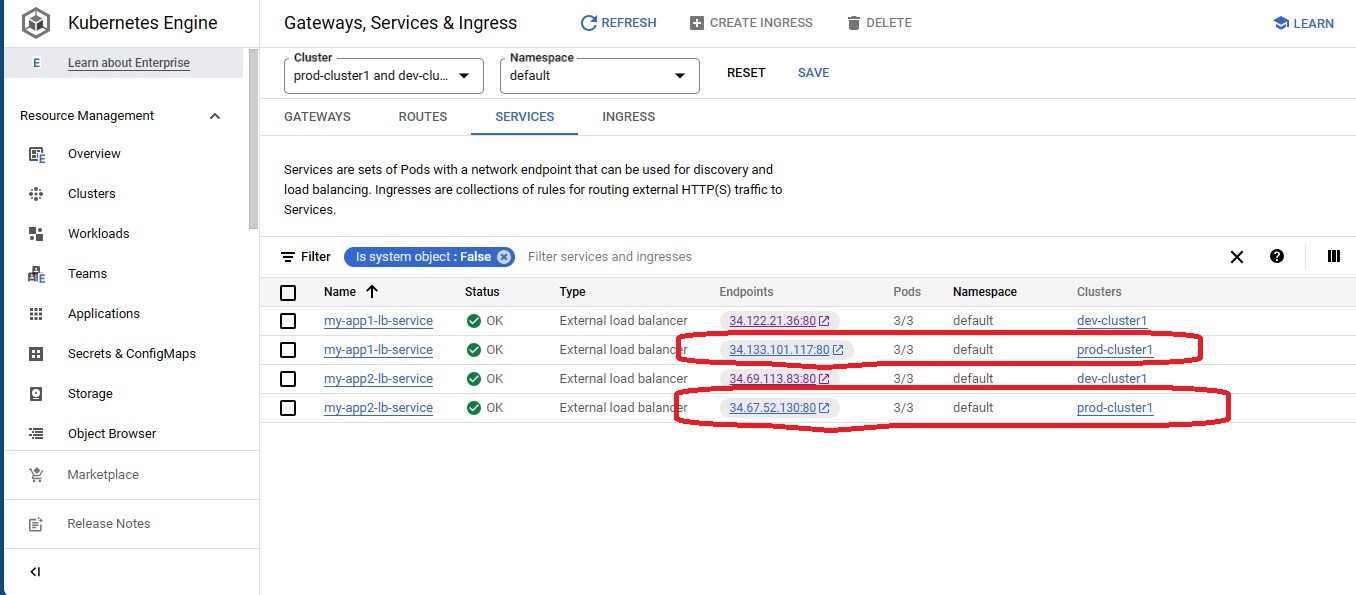 Kubernetes Engine
Gateways, Services & Ingress
REFRESH
CREATE INGRESS
DELETE
LEARN
E
Learn about Enterprise
Resource Management
Overview
Clusters
Workloads
Teams
Applications
Secrets & ConfigMaps
Storage
Object Browser
Marketplace
Release Notes
Cluster
prod-cluster1 and dev-clu...
Namespace
default
RESET
SAVE
GATEWAYS ROUTES SERVICES INGRESS
Services are sets of Pods with a network endpoint that can be used for discovery and
load balancing. Ingresses are collections of rules for routing external HTTP(S) traffic to
Services.
Filter Is system object : False Filter services and ingresses
Name Status Type Endpoints Pods Namespace Clusters
my-app1-lb-service OK External load balancer 34.122.21.36:80 3/3 default dev-cluster1
my-app1-lb-service OK External load balancer 34.133.101.117:80 3/3 default prod-cluster1
my-app2-lb-service OK External load balancer 34.69.113.83:80 3/3 default dev-cluster1
my-app2-lb-service OK External load balancer 34.67.52.130:80 3/3 default prod-cluster1